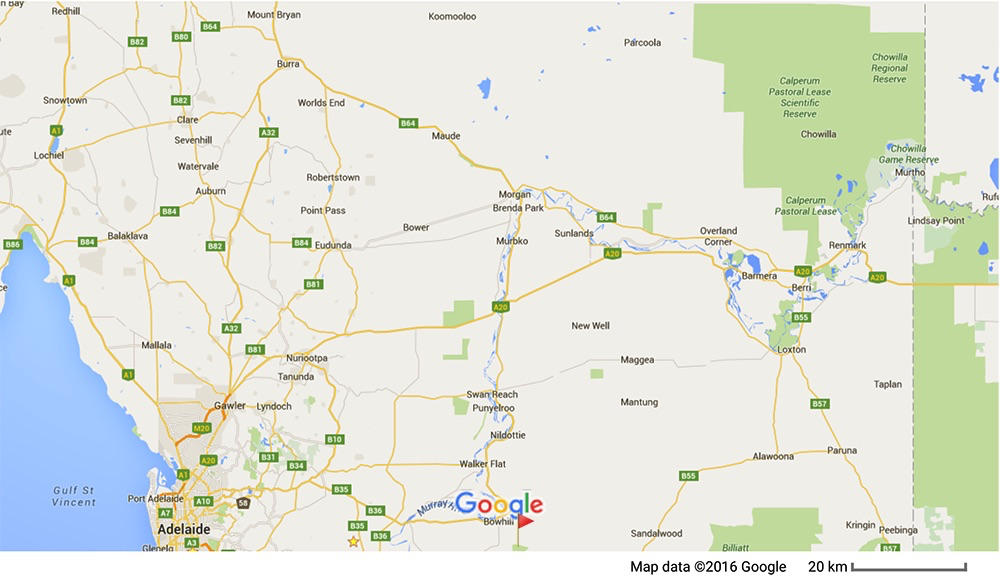 Redhill
Mount Bryan
Koomooloo
B64
B82
B80
Parcoola
Burra
Chowilla
Regional
Reserve
Calperum
Pastoral Lease
Scientific
Reserve
Snowtown
B82
Worlds End
Clare
A1
A32
B64
Maude
Sevenhill
Chowilla
Lochiel
Chowilla
Game Reserve
Watervale
Murtho
Robertstown
Auburn
Morgan
Calperum
Pastoral Lease
Brenda Park
B84
Point Pass
B64
Lindsay Point
Bower
Sunlands
Overland
Corner
Balaklava
B86
B84
B82
B84
Eudunda
Murbko
Renmark
A20
A1
B81
Barmera
A20
A20
Berri
A20
B55
A32
New Well
Mallala
B81
Loxton
Nuriootpa
Maggea
A1
Tanunda
Taplan
Swan Reach
Gawler
Lyndoch
Punyelroo
Mantung
B57
M20
Nildottie
B10
Paruna
A20
B31
B34
Walker Flat
Alawoona
A1
B55
Gulf St
Vincent
Port Adelaide
A10
58
B35
Google
A7
B36
Bowhill
Kringin
Peebinga
Adelaide
B35
B36
Sandalwood
A3
Glenelg
Billiatt
B57
Map data ©2016 Google
20 km